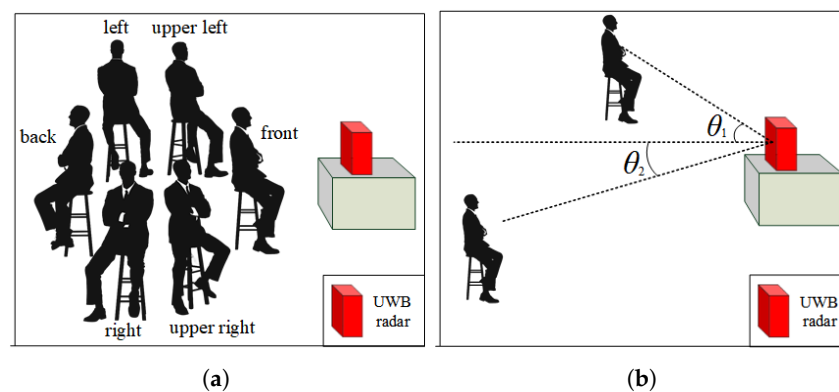 left
upper left
back
front
right
upper right
UWB
radar
(a)
θ1
θ2
UWB
radar
(b)